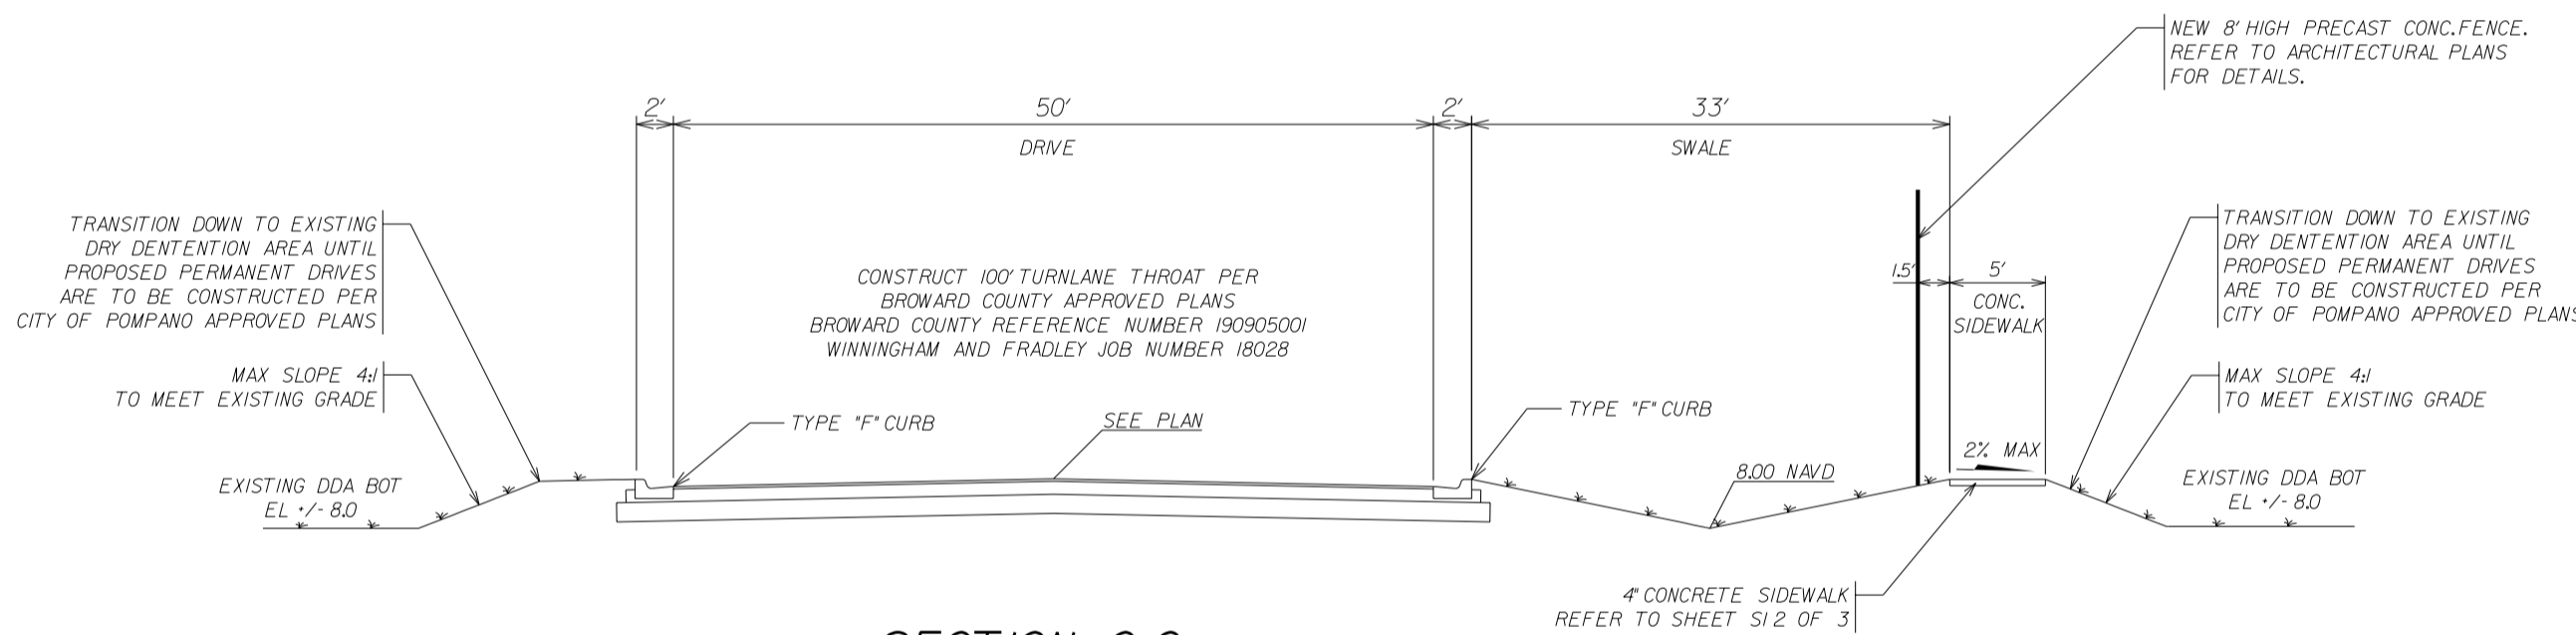 NEW 8' HIGH PRECAST CONC. FENCE.
REFER TO ARCHITECTURAL PLANS
FOR DETAILS.
2'
50'
2'
33'
DRIVE
SWALE
TRANSITION DOWN TO EXISTING
DRY DENTENTION AREA UNTIL
PROPOSED PERMANENT DRIVES
ARE TO BE CONSTRUCTED PER
CITY OF POMPANO APPROVED PLANS
MAX SLOPE 4:1
TO MEET EXISTING GRADE
EXISTING DDA BOT
EL +/- 8.0
CONSTRUCT 100' TURNLANE THROAT PER
BROWARD COUNTY APPROVED PLANS
BROWARD COUNTY REFERENCE NUMBER 190905001
WINNINGHAM AND FRADLEY JOB NUMBER 18028
TYPE "F" CURB
SEE PLAN
TYPE "F" CURB
8.00 NAVD
1.5'
5'
CONC.
SIDEWALK
2% MAX
TRANSITION DOWN TO EXISTING
DRY DENTENTION AREA UNTIL
PROPOSED PERMANENT DRIVES
ARE TO BE CONSTRUCTED PER
CITY OF POMPANO APPROVED PLANS
MAX SLOPE 4:1
TO MEET EXISTING GRADE
EXISTING DDA BOT
EL +/- 8.0
4" CONCRETE SIDEWALK
REFER TO SHEET SI 2 OF 3
SECTION